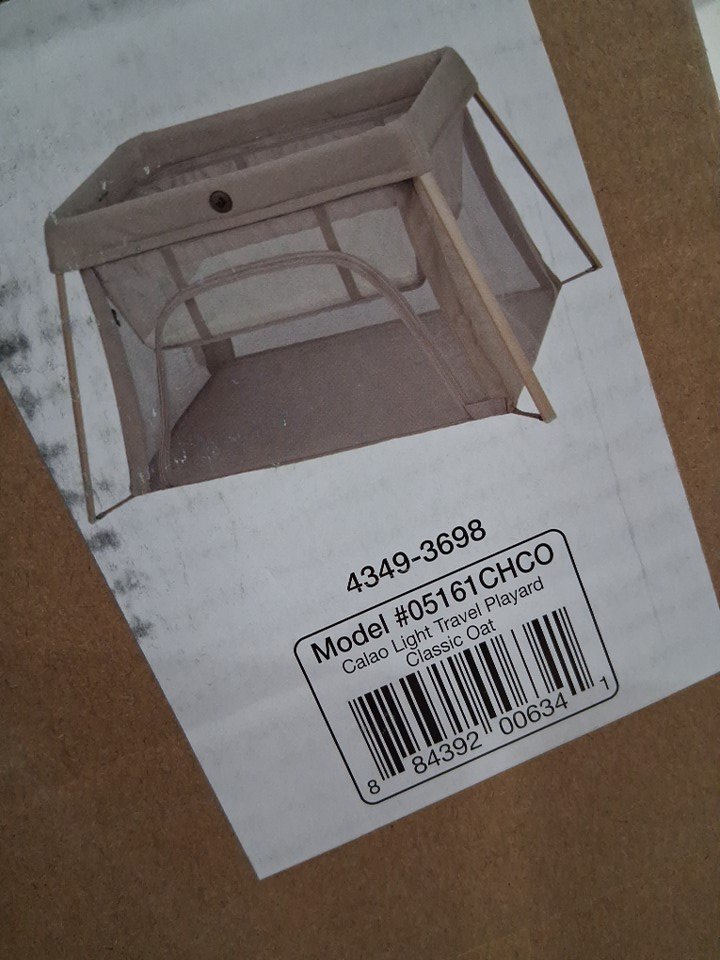 4349-3698
Model #05161CHCO
Calao Light Travel Playard
Classic Oat
8 84392 00634 1